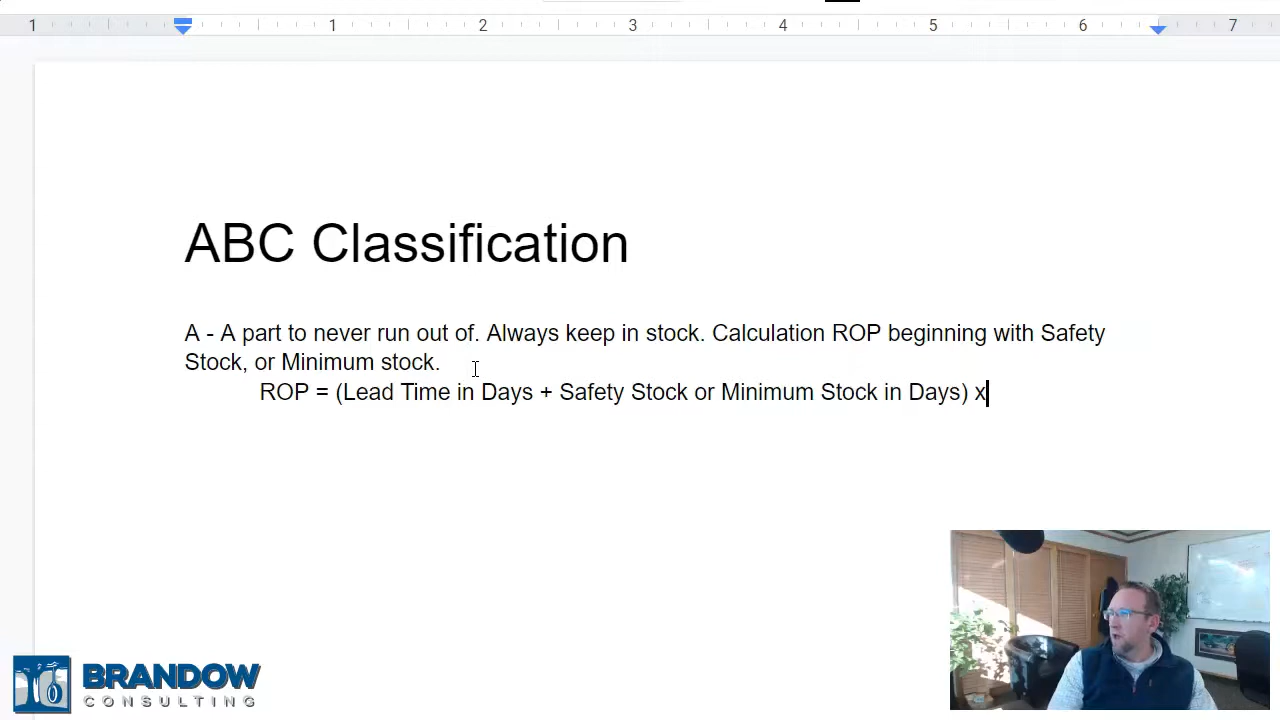 1 1 2 3 4 5 6 7
ABC Classification
A - A part to never run out of. Always keep in stock. Calculation ROP beginning with Safety
Stock, or Minimum stock.
ROP = (Lead Time in Days + Safety Stock or Minimum Stock in Days) x
BRANDOW
CONSULTING